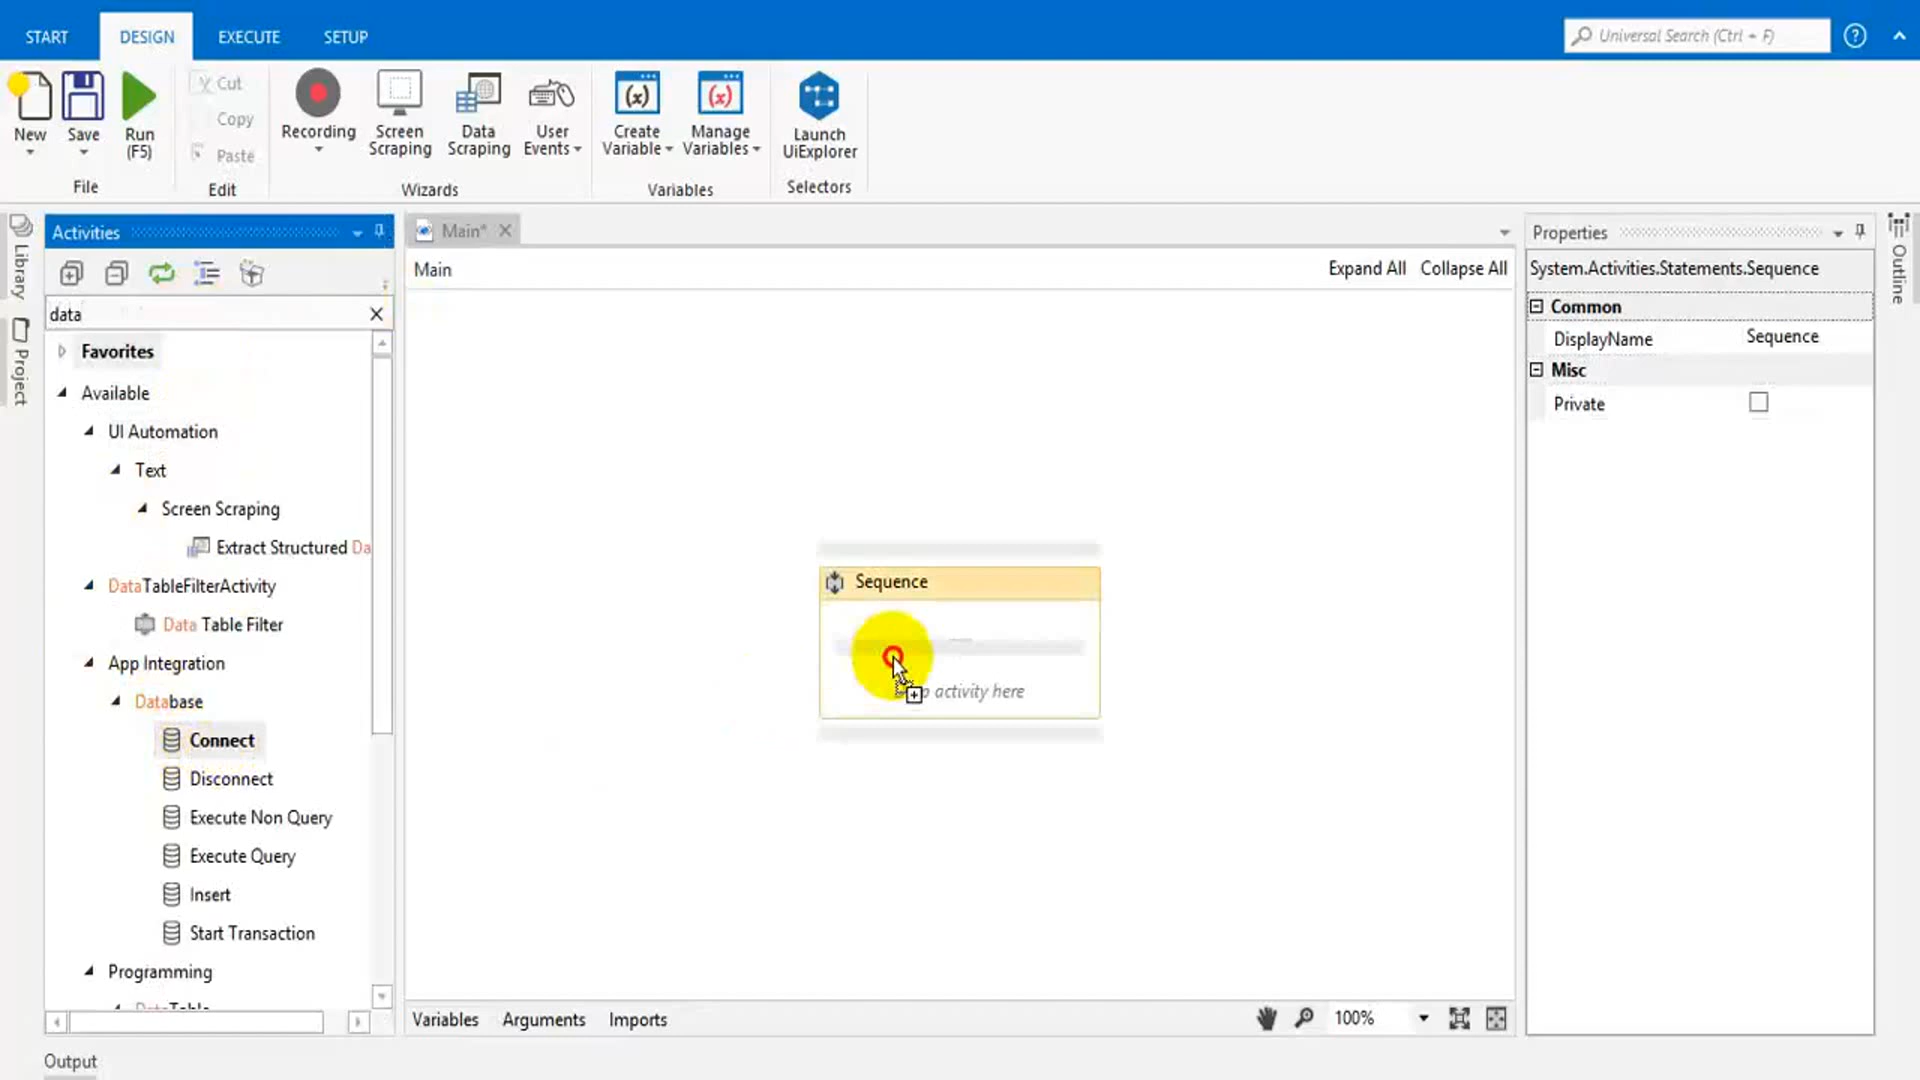 START DESIGN EXECUTE SETUP
Universal Search (Ctrl + F)
New
Save
Run
(F5)
File
Cut
Copy
Paste
Edit
Recording
Screen
Scraping
Data
Scraping
User
Events
Wizards
Create
Variable
Manage
Variables
Variables
Launch
UiExplorer
Selectors
Library
Project
Activities
data
Favorites
Available
UI Automation
Text
Screen Scraping
Extract Structured Da
DataTableFilterActivity
Data Table Filter
App Integration
Database
Connect
Disconnect
Execute Non Query
Execute Query
Insert
Start Transaction
Programming
Main*
Main
Expand All Collapse All
Sequence
activity here
Variables Arguments Imports
100%
Properties
System.Activities.Statements.Sequence
Common
DisplayName Sequence
Misc
Private
Outline
Output